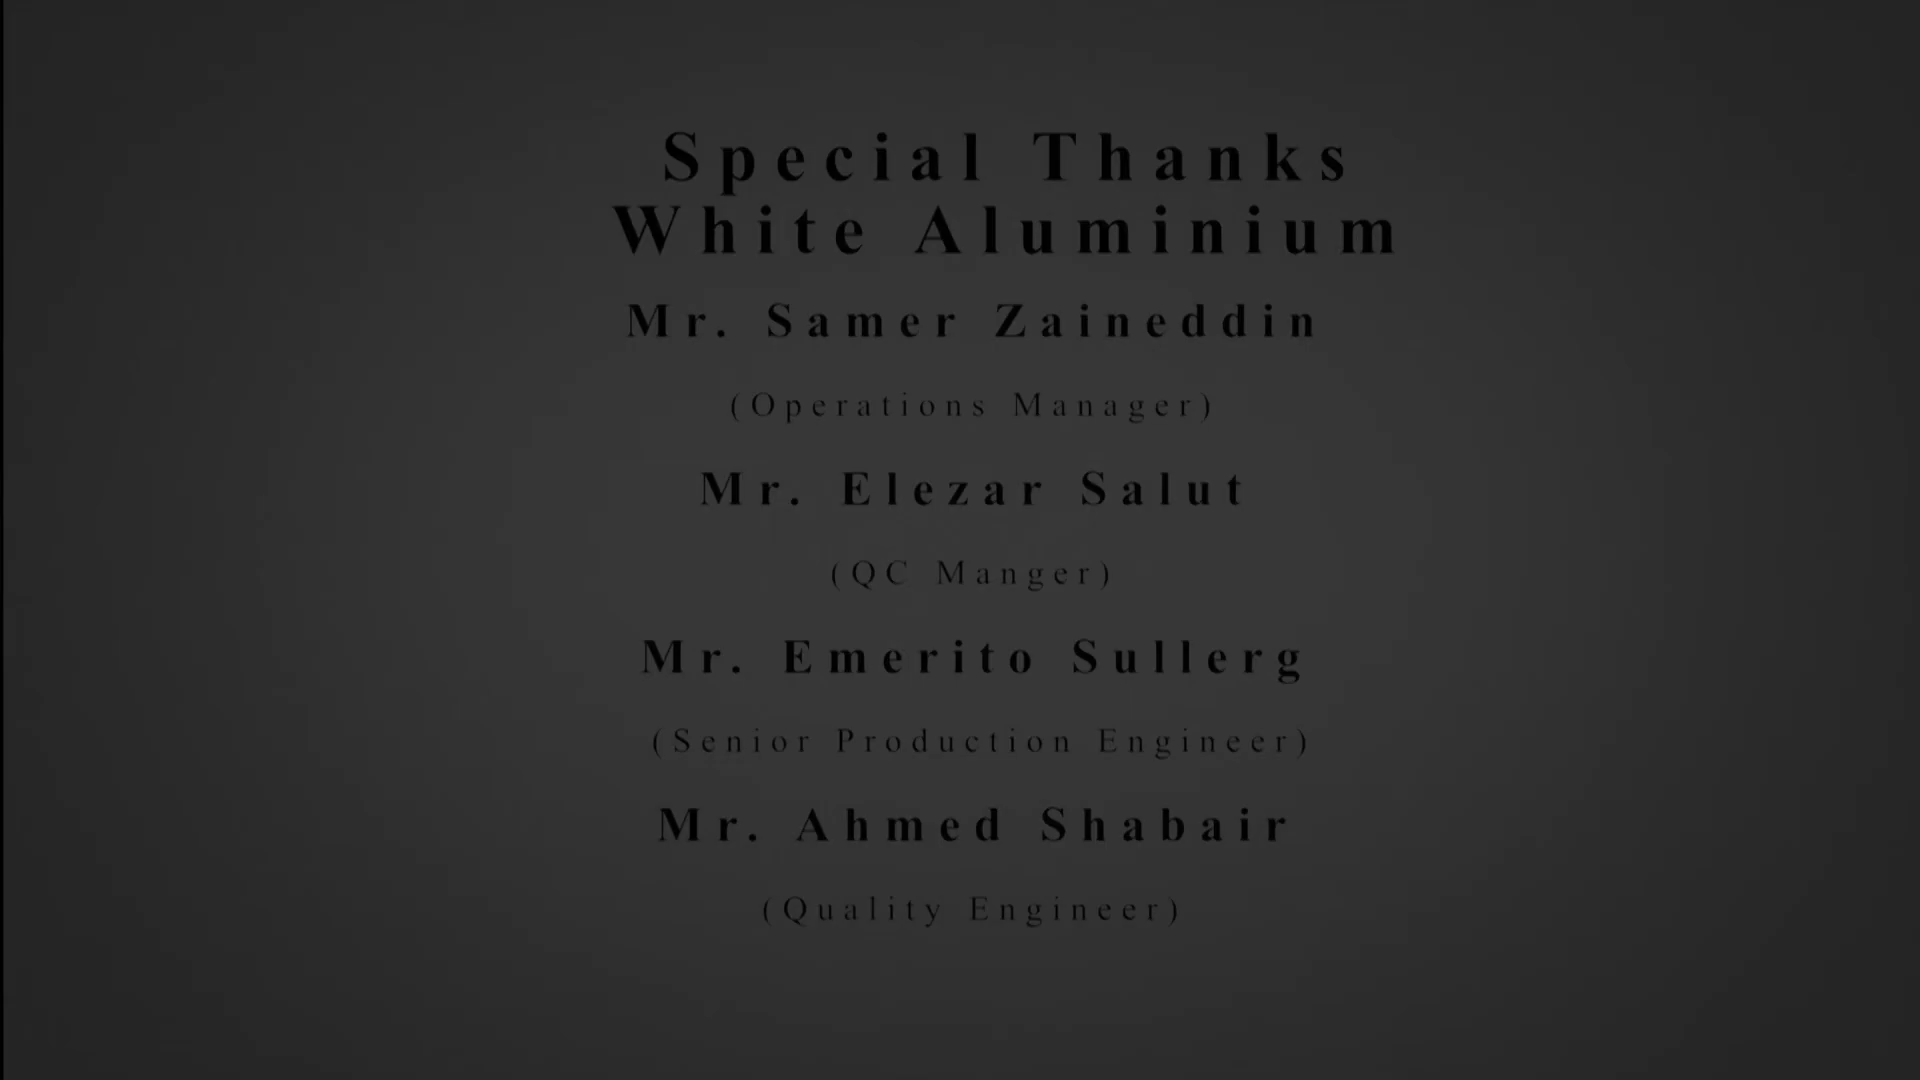 Special Thanks
White Aluminium
Mr. Samer Zaineddin
(Operations Manager)
Mr. Elezar Salut
(QC Manger)
Mr. Emerito Sullerg
(Senior Production Engineer)
Mr. Ahmed Shabair
(Quality Engineer)